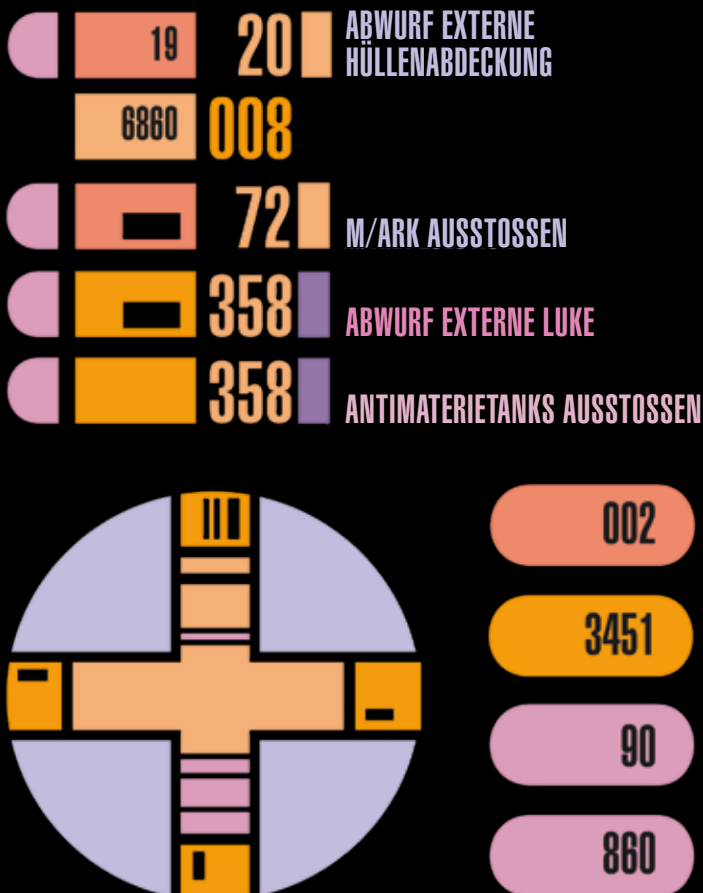 19 20 ABWURF EXTERNE
HÜLLENABDECKUNG
6860 008
72 M/ARK AUSSTOSSEN
358 ABWURF EXTERNE LUKE
358 ANTIMATERIETANKS AUSSTOSSEN
002
3451
90
860